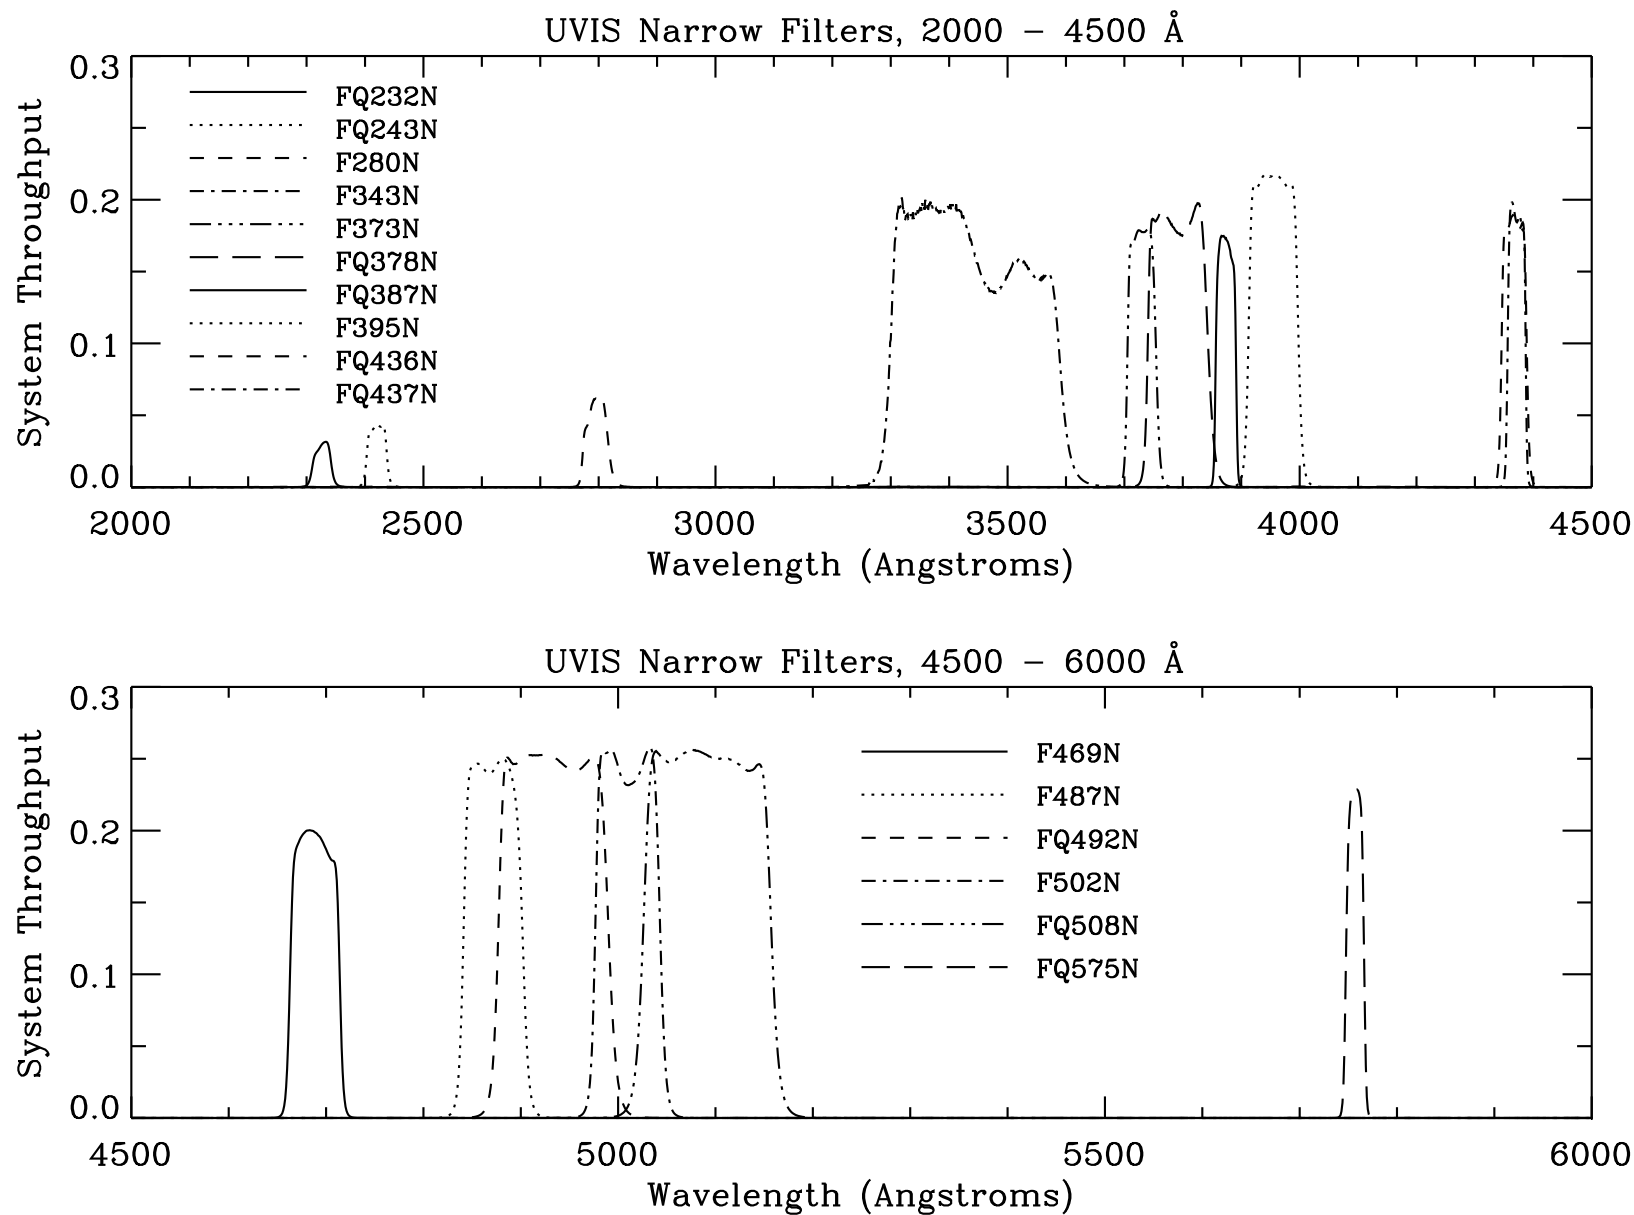 UVIS Narrow Filters, 2000 − 4500 Å
0.3
0.2
0.1
0.0
System Throughput
FQ232N
FQ243N
F280N
F343N
F373N
FQ378N
FQ387N
F395N
FQ436N
FQ437N
2000 2500 3000 3500 4000 4500
Wavelength (Angstroms)
UVIS Narrow Filters, 4500 − 6000 Å
0.3
0.2
0.1
0.0
System Throughput
F469N
F487N
FQ492N
F502N
FQ508N
FQ575N
4500 5000 5500 6000
Wavelength (Angstroms)